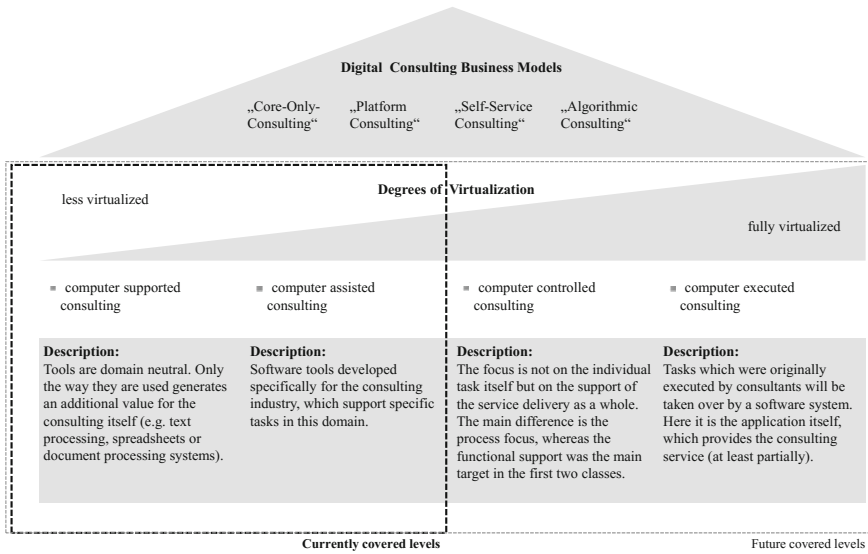 Digital Consulting Business Models
„Core-Only-
Consulting“
„Platform
Consulting“
„Self-Service
Consulting“
„Algorithmic
Consulting“
Degrees of Virtualization
less virtualized
fully virtualized
computer supported
consulting
computer assisted
consulting
computer controlled
consulting
computer executed
consulting
Description:
Tools are domain neutral. Only
the way they are used generates
an additional value for the
consulting itself (e.g. text
processing, spreadsheets or
document processing systems).
Description:
Software tools developed
specifically for the consulting
industry, which support specific
tasks in this domain.
Description:
The focus is not on the individual
task itself but on the support of
the service delivery as a whole.
The main difference is the
process focus, whereas the
functional support was the main
target in the first two classes.
Description:
Tasks which were originally
executed by consultants will be
taken over by a software system.
Here it is the application itself,
which provides the consulting
service (at least partially).
Currently covered levels
Future covered levels